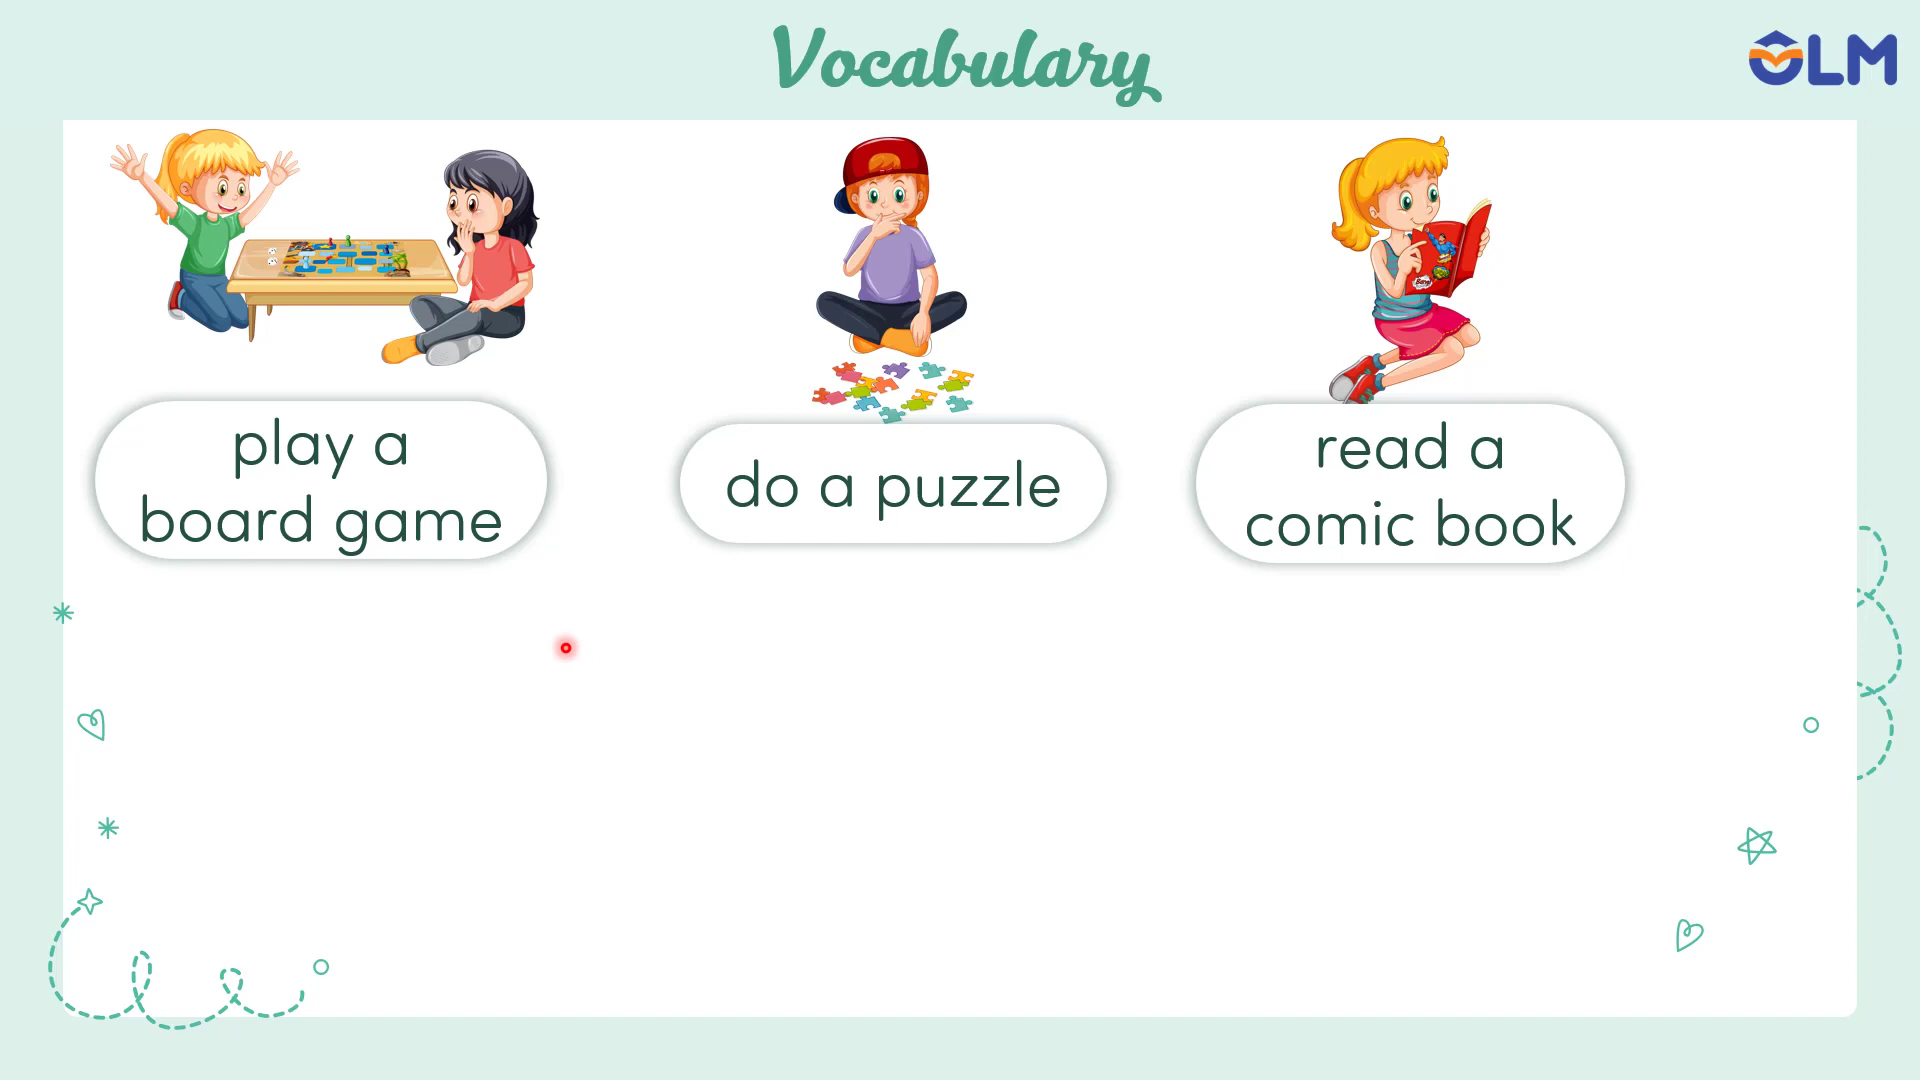 Vocabulary
OLM
play a
board game
do a puzzle
read a
comic book